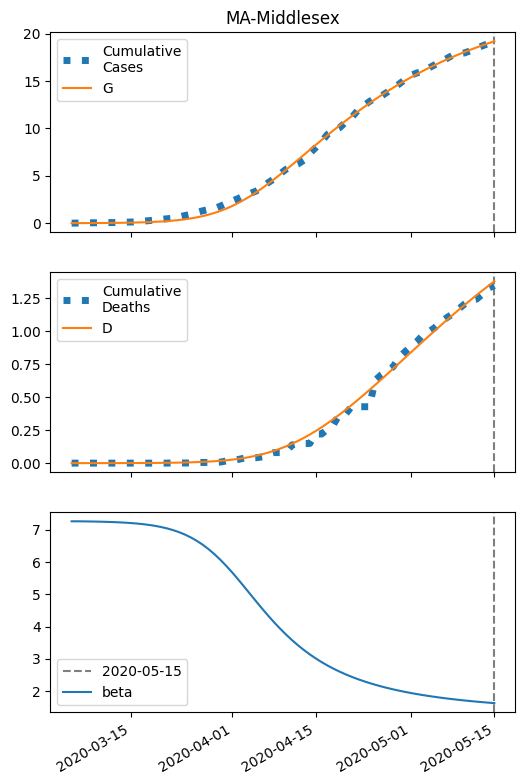 MA-Middlesex
20
15
10
5
0
Cumulative
Cases
G
1.25
1.00
0.75
0.50
0.25
0.00
Cumulative
Deaths
D
7
6
5
4
3
2
2020-05-15
beta
2020-03-15
2020-04-01
2020-04-15
2020-05-01
2020-05-15